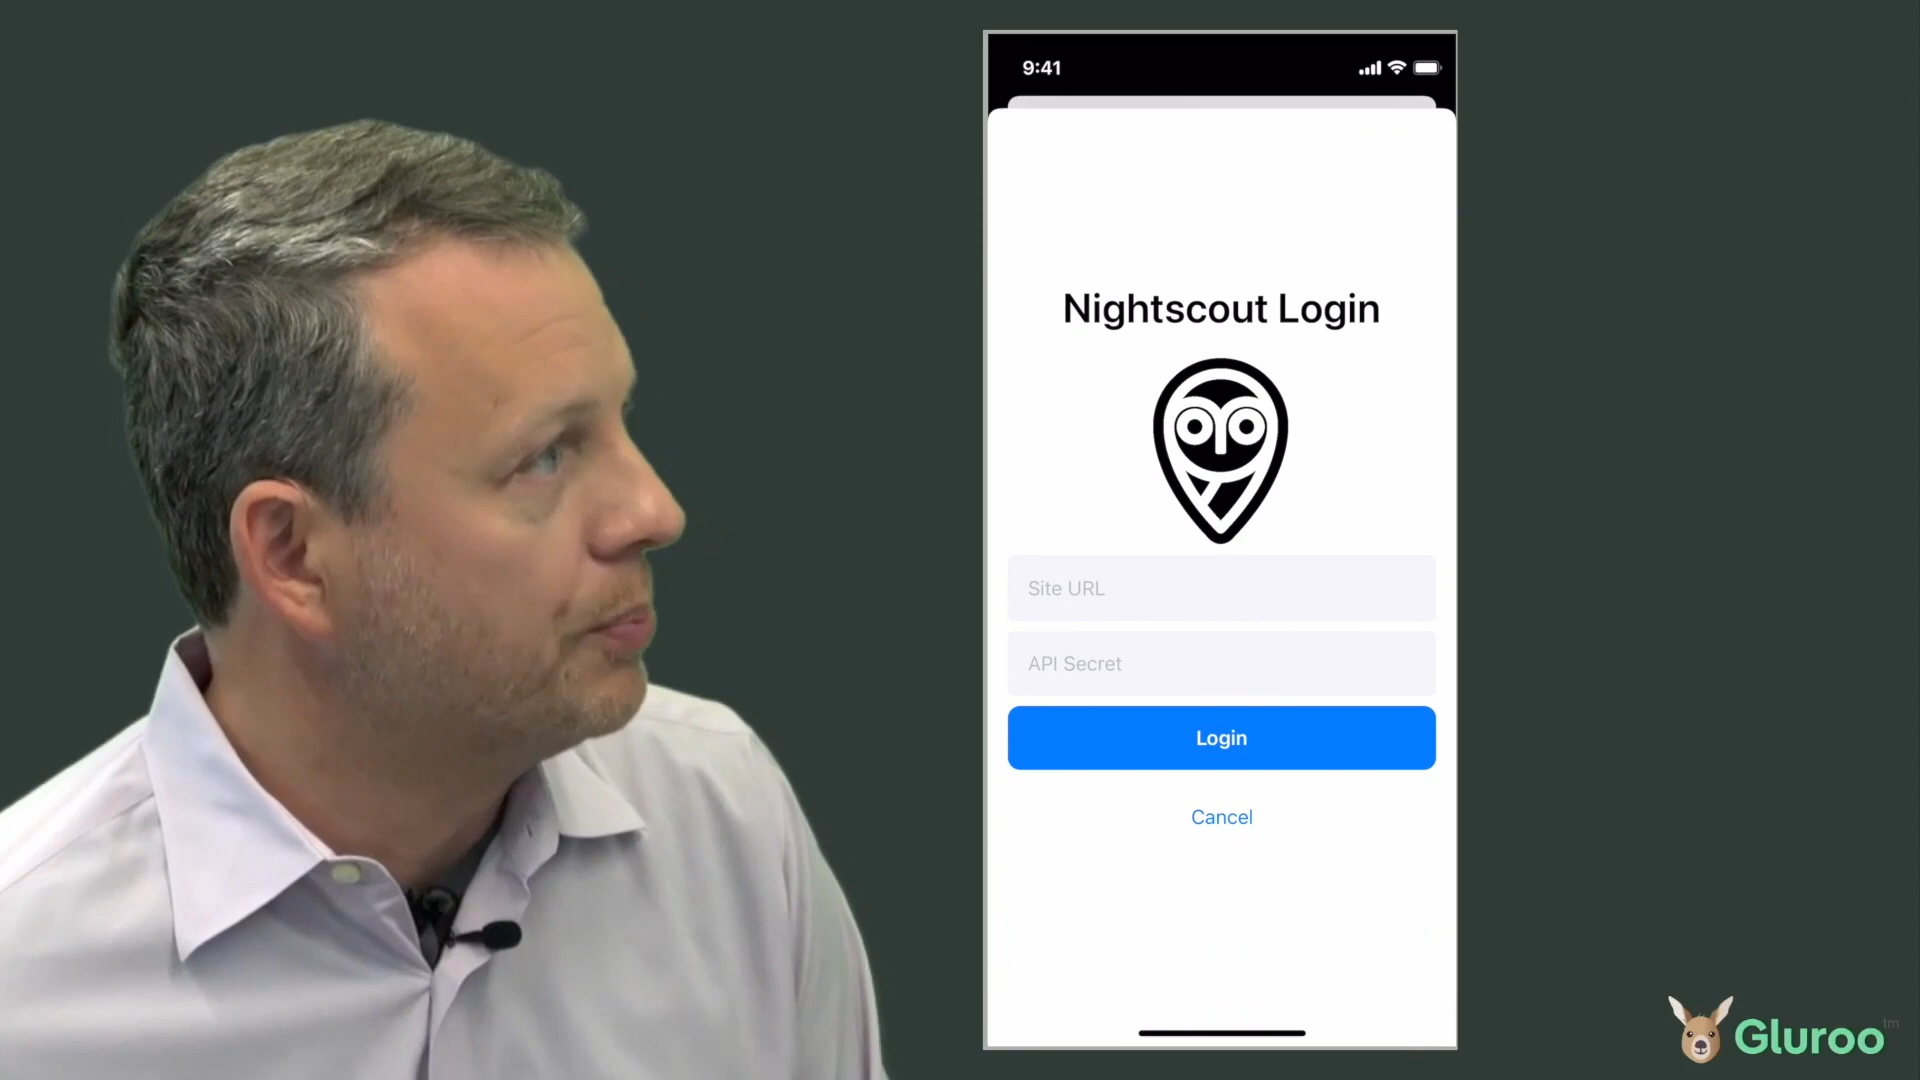 9:41
Nightscout Login
Site URL
API Secret
Login
Cancel
Gluroo
tm